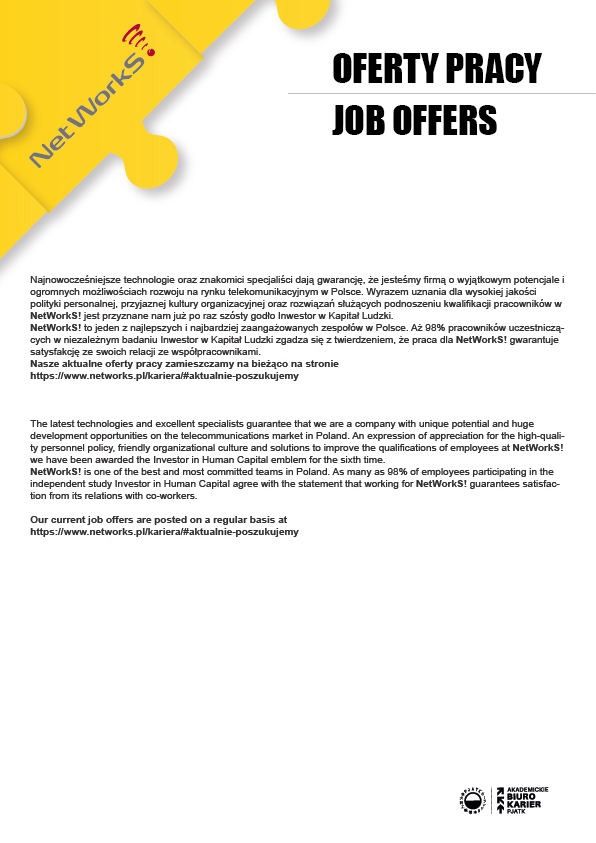 NetWorkS!
OFERTY PRACY
JOB OFFERS
Najnowocześniejsze technologie oraz znakomici specjaliści dają gwarancję, że jesteśmy firmą o wyjątkowym potencjale i
ogromnych możliwościach rozwoju na rynku telekomunikacyjnym w Polsce. Wyrazem uznania dla wysokiej jakości
polityki personalnej, przyjaznej kultury organizacyjnej oraz rozwiązań służących podnoszeniu kwalifikacji pracowników w
NetWorkS! jest przyznane nam już po raz szósty godło Inwestor w Kapitał Ludzki.
NetWorkS! to jeden z najlepszych i najbardziej zaangażowanych zespołów w Polsce. Aż 98% pracowników uczestniczą-
cych w niezależnym badaniu Inwestor w Kapitał Ludzki zgadza się z twierdzeniem, że praca dla NetWorkS! gwarantuje
satysfakcję ze swoich relacji ze współpracownikami.
Nasze aktualne oferty pracy zamieszczamy na bieżąco na stronie
https://www.networks.pl/kariera/#aktualnie-poszukujemy
The latest technologies and excellent specialists guarantee that we are a company with unique potential and huge
development opportunities on the telecommunications market in Poland. An expression of appreciation for the high-quali-
ty personnel policy, friendly organizational culture and solutions to improve the qualifications of employees at NetWorkS!
we have been awarded the Investor in Human Capital emblem for the sixth time.
NetWorkS! is one of the best and most committed teams in Poland. As many as 98% of employees participating in the
independent study Investor in Human Capital agree with the statement that working for NetWorkS! guarantees satisfac-
tion from its relations with co-workers.
Our current job offers are posted on a regular basis at
https://www.networks.pl/kariera/#aktualnie-poszukujemy
AKADEMICKIE
BIURO
KARIER
PJATK